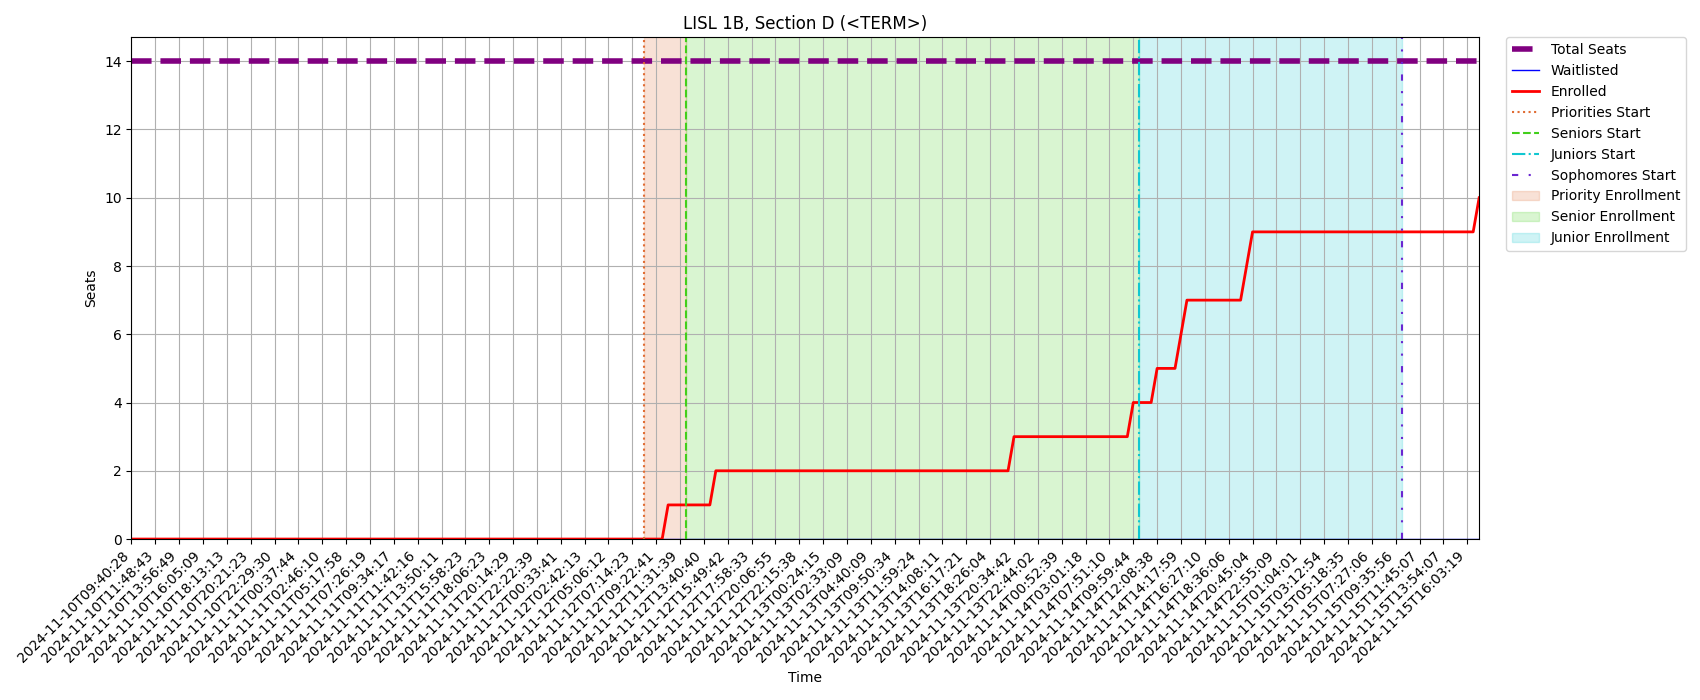 LISL 1B, Section D (<TERM>)
14
12
10
8
6
4
2
0
Seats
2024-11-10T09:40:28
2024-11-10T11:48:43
2024-11-10T13:56:49
2024-11-10T16:05:09
2024-11-10T18:13:13
2024-11-10T20:21:23
2024-11-10T22:29:30
2024-11-11T00:37:44
2024-11-11T02:46:10
2024-11-11T05:17:58
2024-11-11T07:26:19
2024-11-11T09:34:17
2024-11-11T11:42:16
2024-11-11T13:50:11
2024-11-11T15:58:23
2024-11-11T18:06:23
2024-11-11T20:14:29
2024-11-11T22:22:39
2024-11-12T00:33:41
2024-11-12T02:42:13
2024-11-12T05:06:12
2024-11-12T07:14:23
2024-11-12T09:22:41
2024-11-12T11:31:39
2024-11-12T13:40:40
2024-11-12T15:49:42
2024-11-12T17:58:33
2024-11-12T20:06:55
2024-11-12T22:15:38
2024-11-13T00:24:15
2024-11-13T02:33:09
2024-11-13T04:40:09
2024-11-13T09:50:34
2024-11-13T11:59:24
2024-11-13T14:08:11
2024-11-13T16:17:21
2024-11-13T18:26:04
2024-11-13T20:34:42
2024-11-13T22:44:02
2024-11-14T00:52:39
2024-11-14T03:01:18
2024-11-14T07:51:10
2024-11-14T09:59:44
2024-11-14T12:08:38
2024-11-14T14:17:59
2024-11-14T16:27:10
2024-11-14T18:36:06
2024-11-14T20:45:04
2024-11-14T22:55:09
2024-11-15T01:04:01
2024-11-15T03:12:54
2024-11-15T05:18:35
2024-11-15T07:27:06
2024-11-15T09:35:56
2024-11-15T11:45:07
2024-11-15T13:54:07
2024-11-15T16:03:19
Time
Total Seats
Waitlisted
Enrolled
Priorities Start
Seniors Start
Juniors Start
Sophomores Start
Priority Enrollment
Senior Enrollment
Junior Enrollment